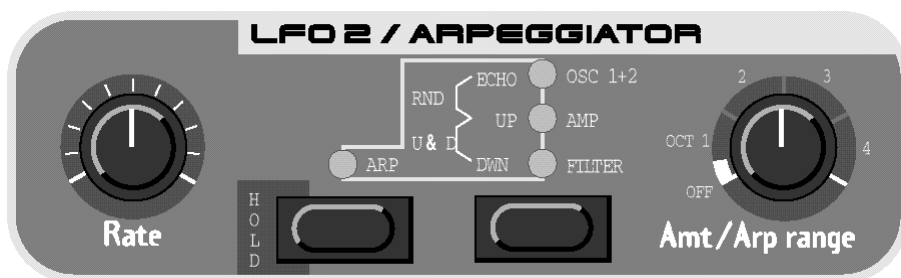 LFO 2 / ARPEGGIATOR
ECHO OSC 1+2
RND
UP AMP
U & D
ARP DWN FILTER
HOLD
Rate
2 3
OCT 1 4
OFF
Amt/Arp range